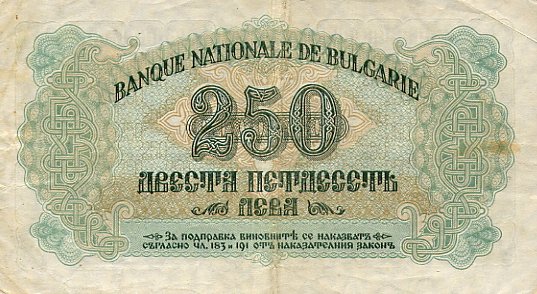 BANQUE NATIONALE DE BULGARIE
250
ДВЕСТА ПЕТДЕСЕТЬ
ЛЕВА
ЗА ПОДПРАВКА ВИНОВНИТѢ СЕ НАКАЗВАТЪ
СЪГЛАСНО ЧЛ. 183 И 191 ОТЪ НАКАЗАТЕЛНИЯ ЗАКОНЪ